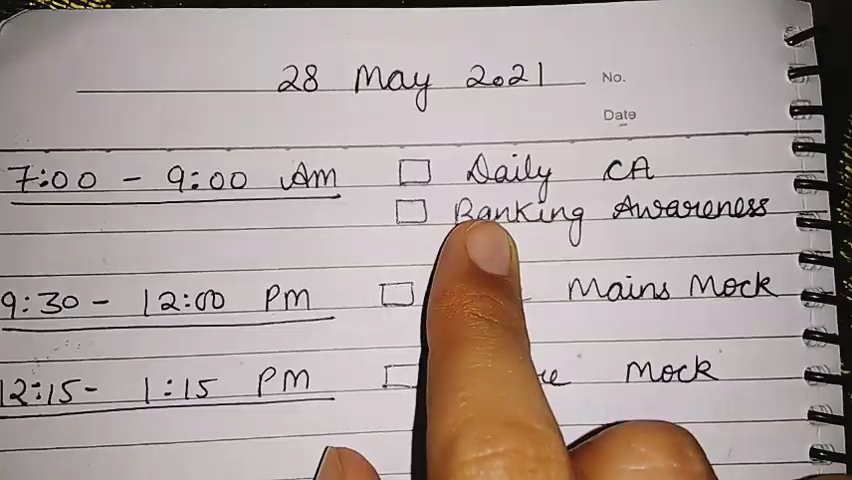 28 May 2021 No.
Date
7:00 - 9:00 Am Daily CA
Banking Awareness
9:30 - 12:00 PM Mains Mock
12:15 - 1:15 PM Mock